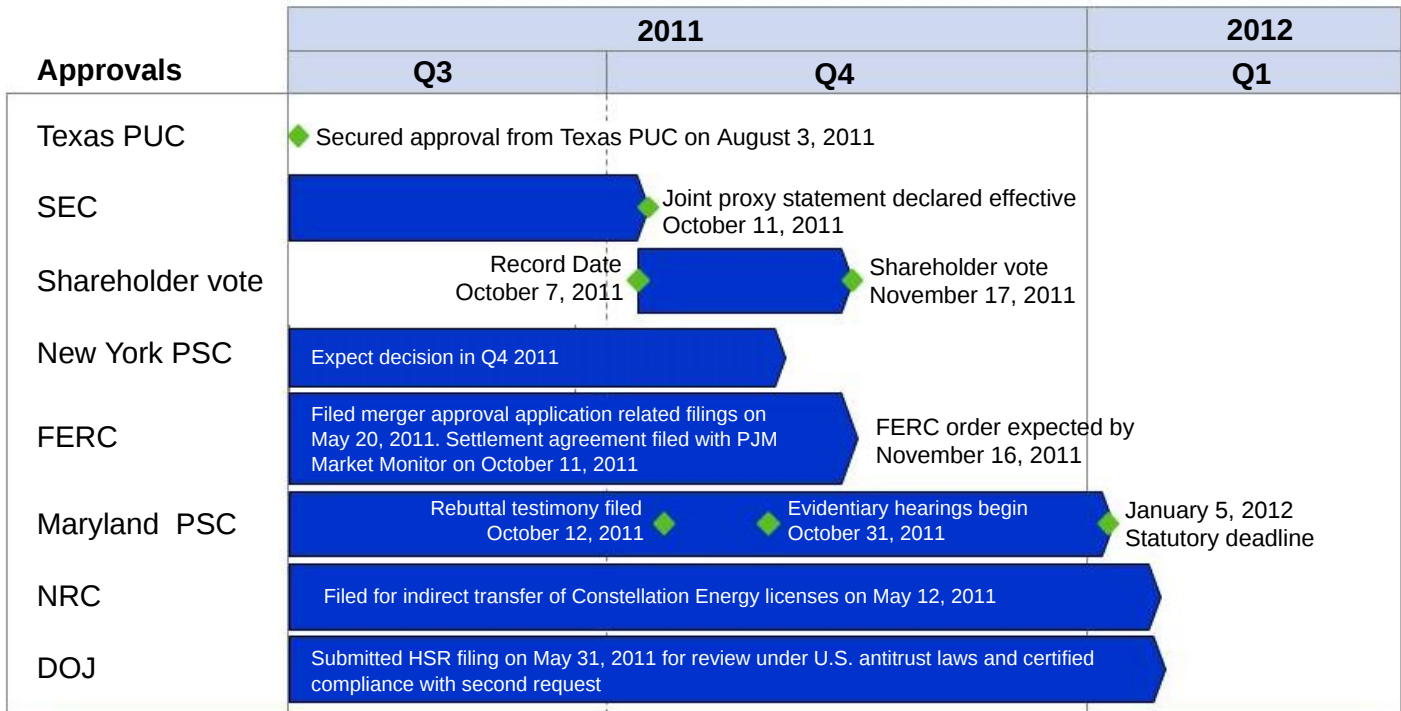 2011
2012
Approvals
Q3
Q4
Q1
Texas PUC
Secured approval from Texas PUC on August 3, 2011
SEC
Joint proxy statement declared effective
October 11, 2011
Shareholder vote
Record Date
October 7, 2011
Shareholder vote
November 17, 2011
New York PSC
Expect decision in Q4 2011
FERC
Filed merger approval application related filings on
May 20, 2011. Settlement agreement filed with PJM
Market Monitor on October 11, 2011
FERC order expected by
November 16, 2011
Maryland PSC
Rebuttal testimony filed
October 12, 2011
Evidentiary hearings begin
October 31, 2011
January 5, 2012
Statutory deadline
NRC
Filed for indirect transfer of Constellation Energy licenses on May 12, 2011
DOJ
Submitted HSR filing on May 31, 2011 for review under U.S. antitrust laws and certified
compliance with second request